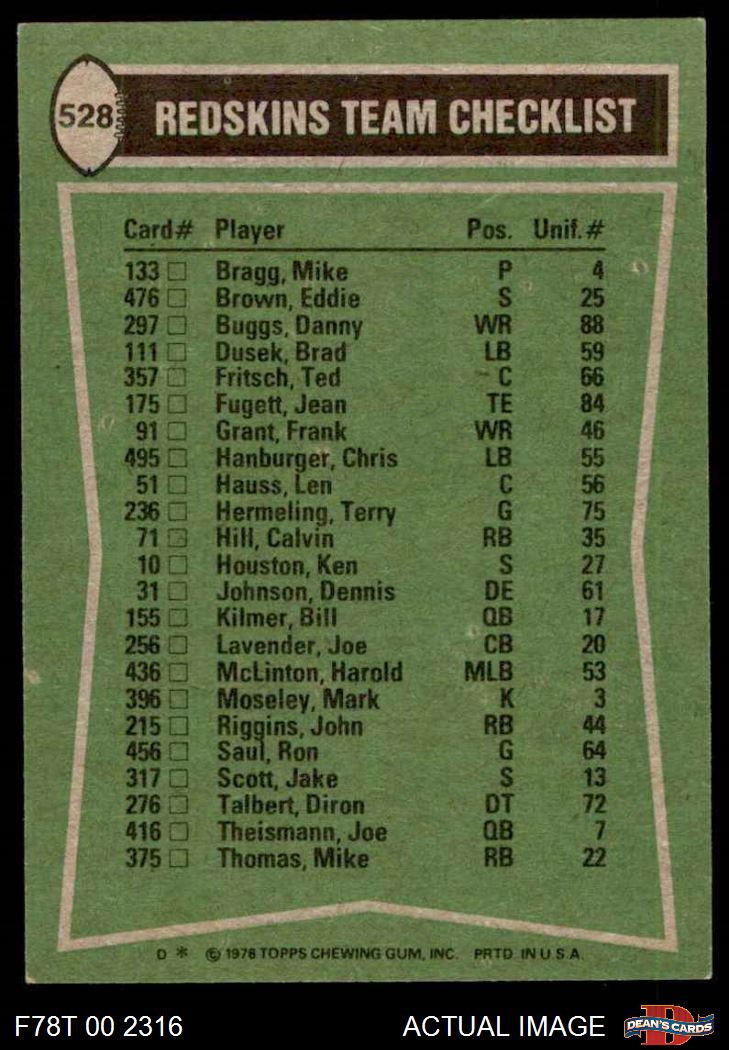 528 REDSKINS TEAM CHECKLIST
Card# Player Pos. Unif.#
133 Bragg, Mike P 4
476 Brown, Eddie S 25
297 Buggs, Danny WR 88
111 Dusek, Brad LB 59
357 Fritsch, Ted C 66
175 Fugett, Jean TE 84
91 Grant, Frank WR 46
495 Hanburger, Chris LB 55
51 Hauss, Len C 56
236 Hermeling, Terry G 75
71 Hill, Calvin RB 35
10 Houston, Ken S 27
31 Johnson, Dennis DE 61
155 Kilmer, Bill QB 17
256 Lavender, Joe CB 20
436 McLinton, Harold MLB 53
396 Moseley, Mark K 3
215 Riggins, John RB 44
456 Saul, Ron G 64
317 Scott, Jake S 13
276 Talbert, Diron DT 72
416 Theismann, Joe QB 7
375 Thomas, Mike RB 22
D * © 1978 TOPPS CHEWING GUM, INC. PRTD. IN U.S.A.
F78T 00 2316 ACTUAL IMAGE D DEAN'S CARDS